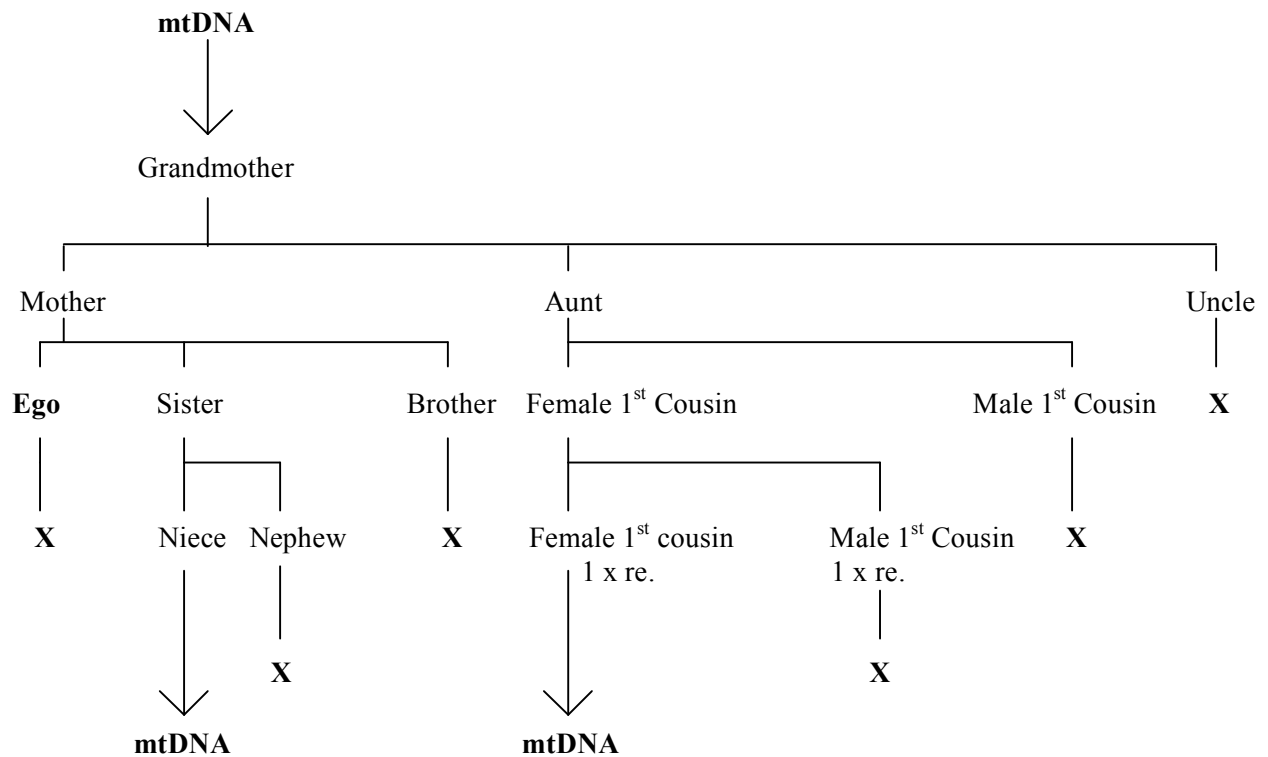 mtDNA
Grandmother
Mother Aunt Uncle
Ego Sister Brother Female 1st Cousin Male 1st Cousin X
X Niece Nephew X Female 1st cousin Male 1st Cousin X
1 x re. 1 x re.
X X
mtDNA mtDNA